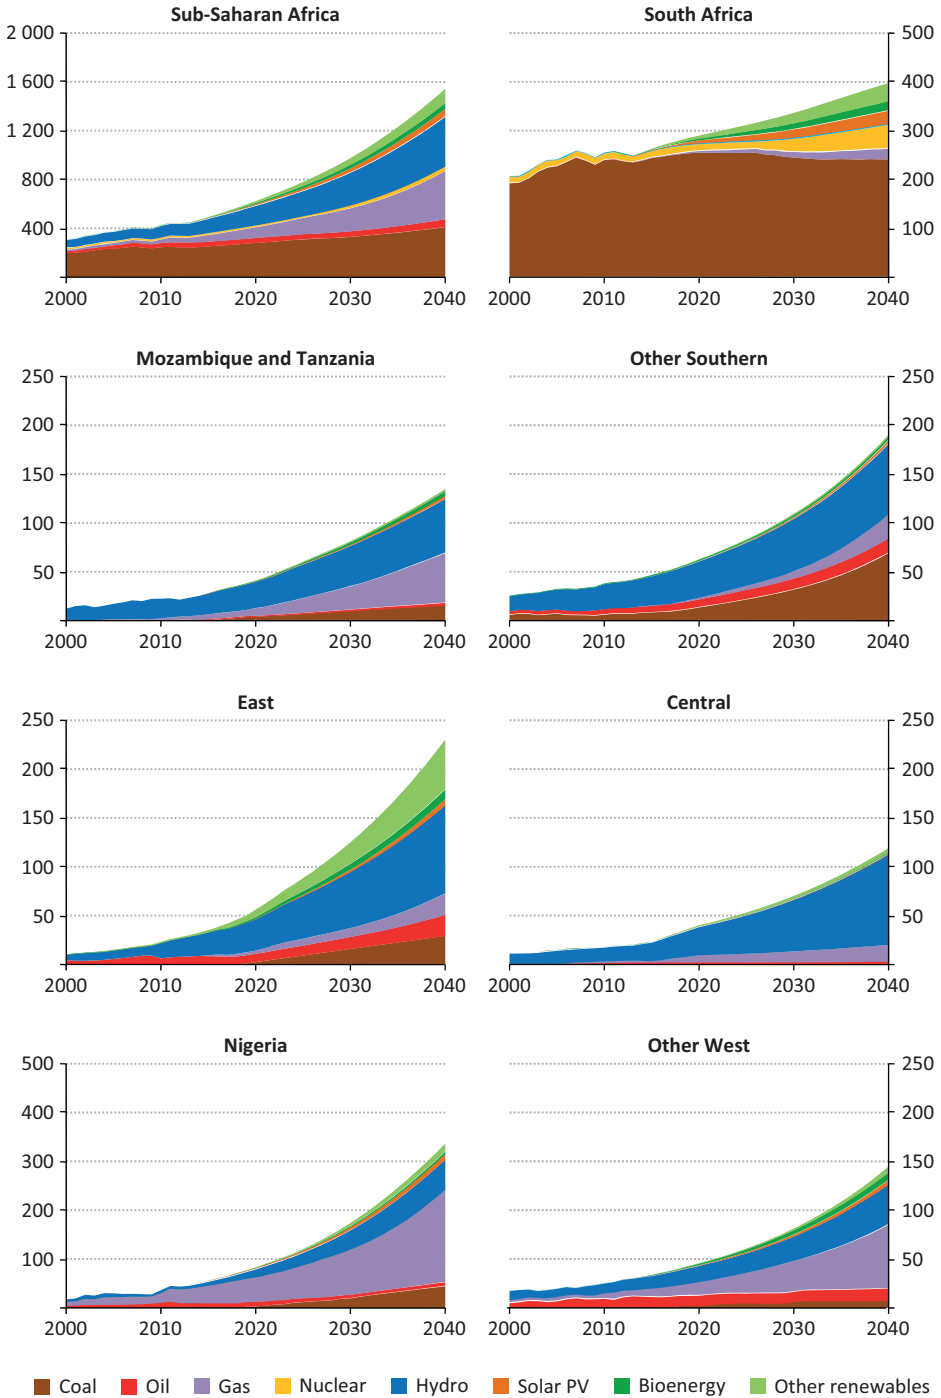 Sub-Saharan Africa
South Africa
2 000
1 600
1 200
800
400
500
400
300
200
100
2000 2010 2020 2030 2040
2000 2010 2020 2030 2040
Mozambique and Tanzania
Other Southern
250
200
150
100
50
250
200
150
100
50
2000 2010 2020 2030 2040
2000 2010 2020 2030 2040
East
Central
250
200
150
100
50
250
200
150
100
50
2000 2010 2020 2030 2040
2000 2010 2020 2030 2040
Nigeria
Other West
500
400
300
200
100
250
200
150
100
50
2000 2010 2020 2030 2040
2000 2010 2020 2030 2040
Coal Oil Gas Nuclear Hydro Solar PV Bioenergy Other renewables